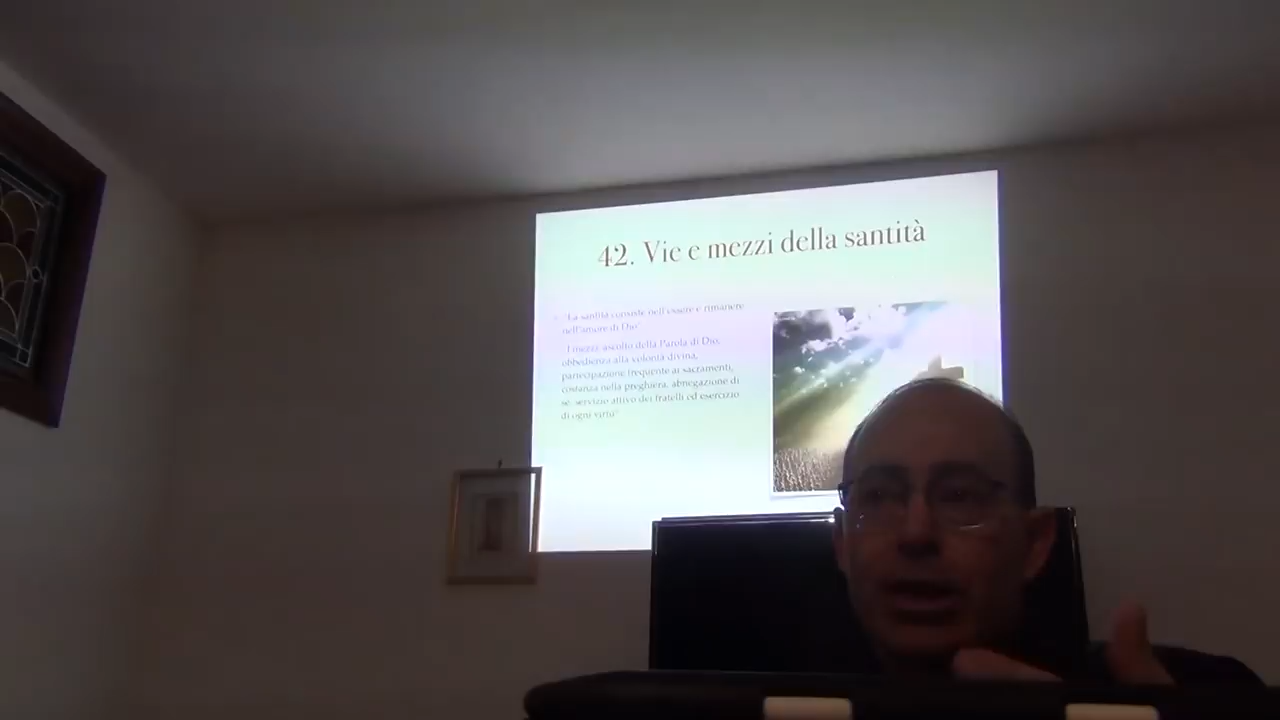 42. Vie e mezzi della santità
"La santità consiste nell'essere e rimanere
nell'amore di Dio"
I mezzi: ascolto della Parola di Dio,
obbedienza alla volontà divina,
partecipazione frequente ai sacramenti,
costanza nella preghiera, abnegazione di
sé, servizio attivo dei fratelli ed esercizio
di ogni virtù"